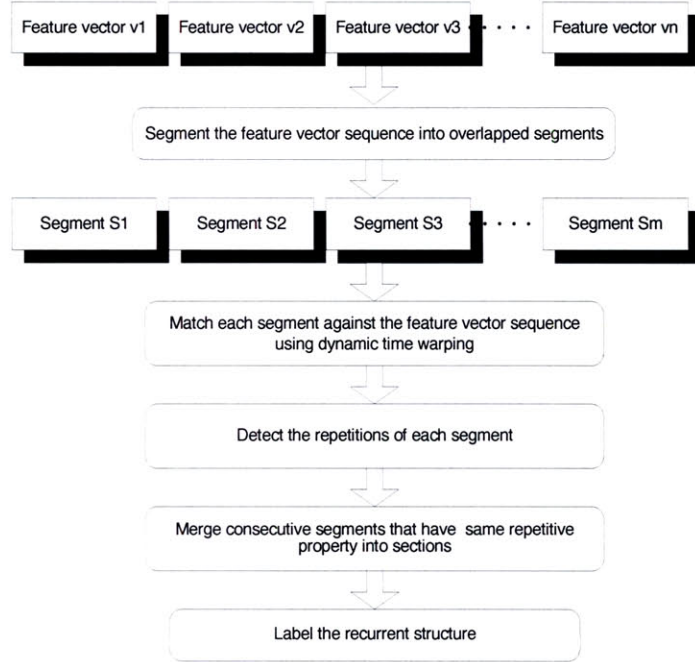 Feature vector v1 Feature vector v2 Feature vector v3 · · · · · Feature vector vn
Segment the feature vector sequence into overlapped segments
Segment S1 Segment S2 Segment S3 · · · · · Segment Sm
Match each segment against the feature vector sequence
using dynamic time warping
Detect the repetitions of each segment
Merge consecutive segments that have same repetitive
property into sections
Label the recurrent structure